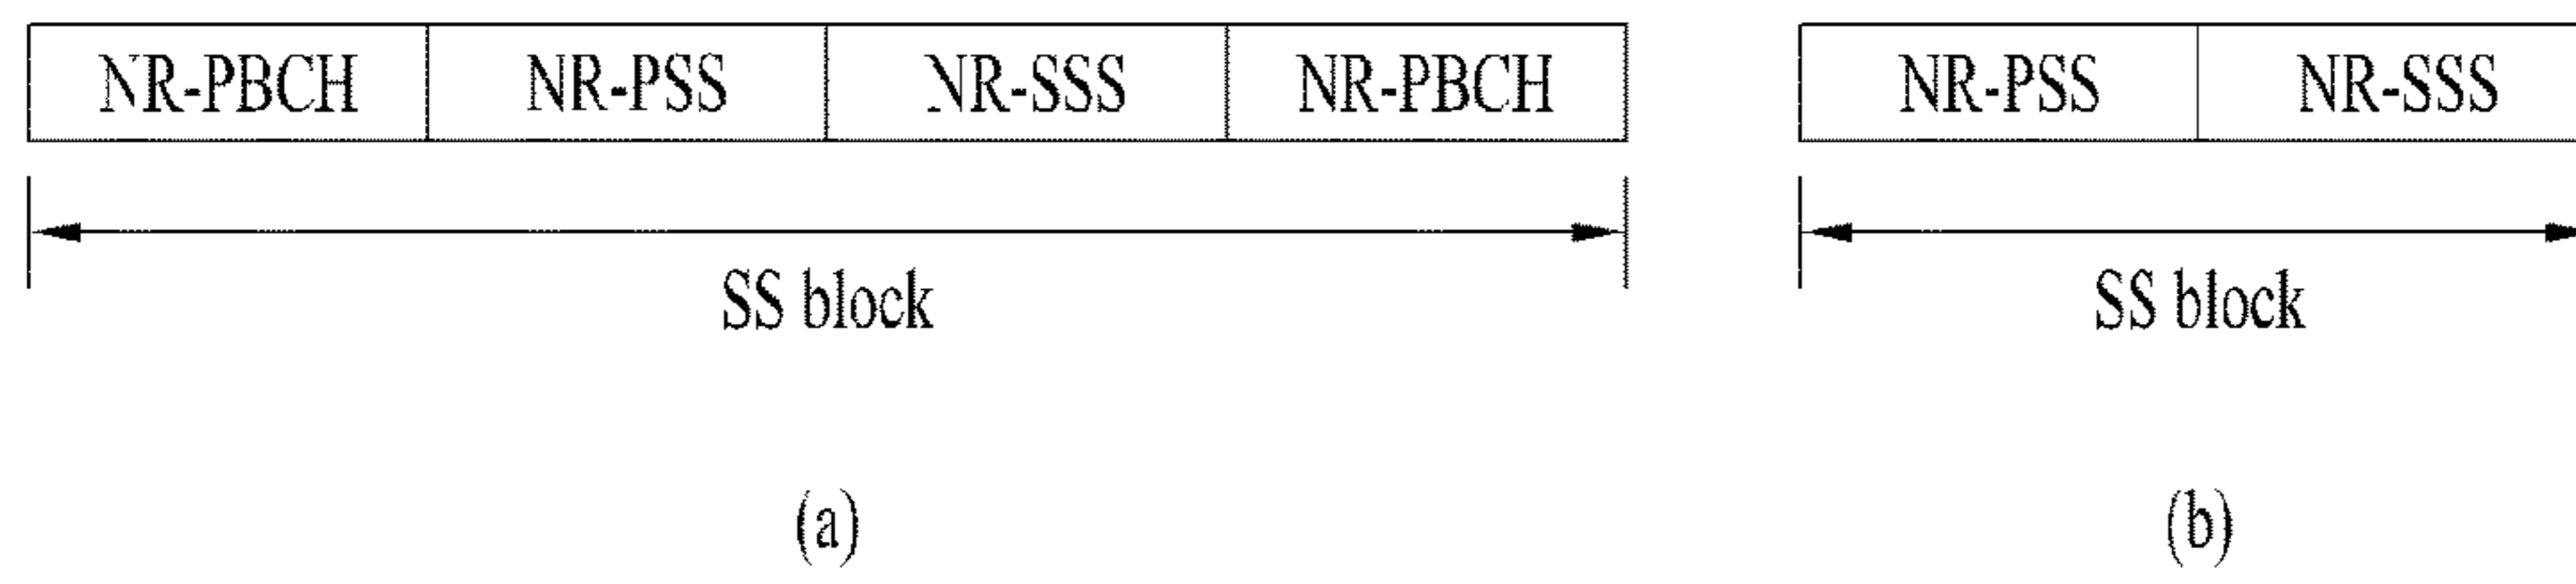 NR-PBCH NR-PSS NR-SSS NR-PBCH NR-PSS NR-SSS
SS block SS block
(a) (b)